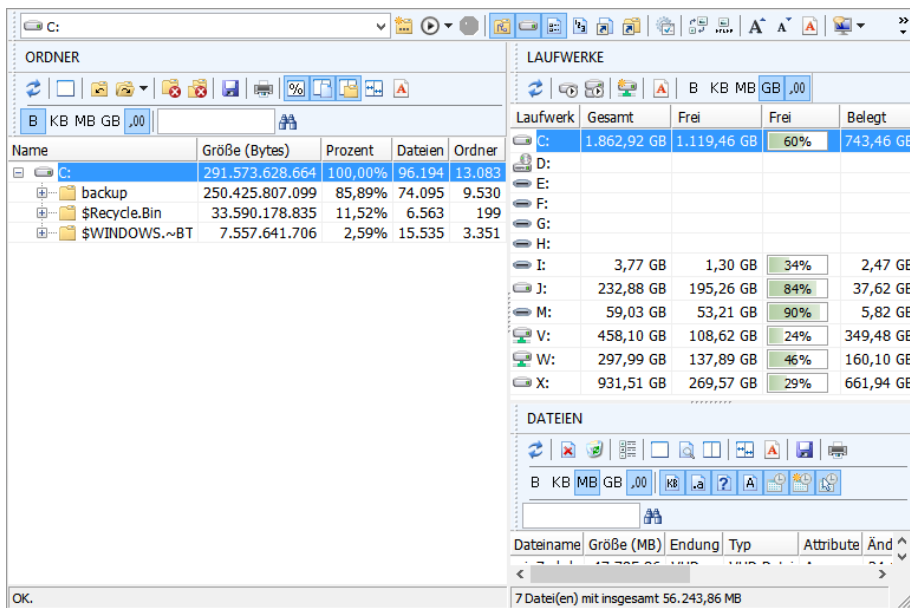 C:
ORDNER
% A
B KB MB GB ,00
Name Größe (Bytes) Prozent Dateien Ordner
C: 291.573.628.664 100,00% 96.194 13.083
backup 250.425.807.099 85,89% 74.095 9.530
$Recycle.Bin 33.590.178.835 11,52% 6.563 199
$WINDOWS.~BT 7.557.641.706 2,59% 15.535 3.351
OK.
A A A
LAUFWERKE
A B KB MB GB ,00
Laufwerk Gesamt Frei Frei Belegt
C: 1.862,92 GB 1.119,46 GB 60% 743,46 GB
D:
E:
F:
G:
H:
I: 3,77 GB 1,30 GB 34% 2,47 GB
J: 232,88 GB 195,26 GB 84% 37,62 GB
M: 59,03 GB 53,21 GB 90% 5,82 GB
V: 458,10 GB 108,62 GB 24% 349,48 GB
W: 297,99 GB 137,89 GB 46% 160,10 GB
X: 931,51 GB 269,57 GB 29% 661,94 GB
DATEIEN
A
B KB MB GB ,00 KB .a ? A
Dateiname Größe (MB) Endung Typ Attribute Änd
7 Datei(en) mit insgesamt 56.243,86 MB